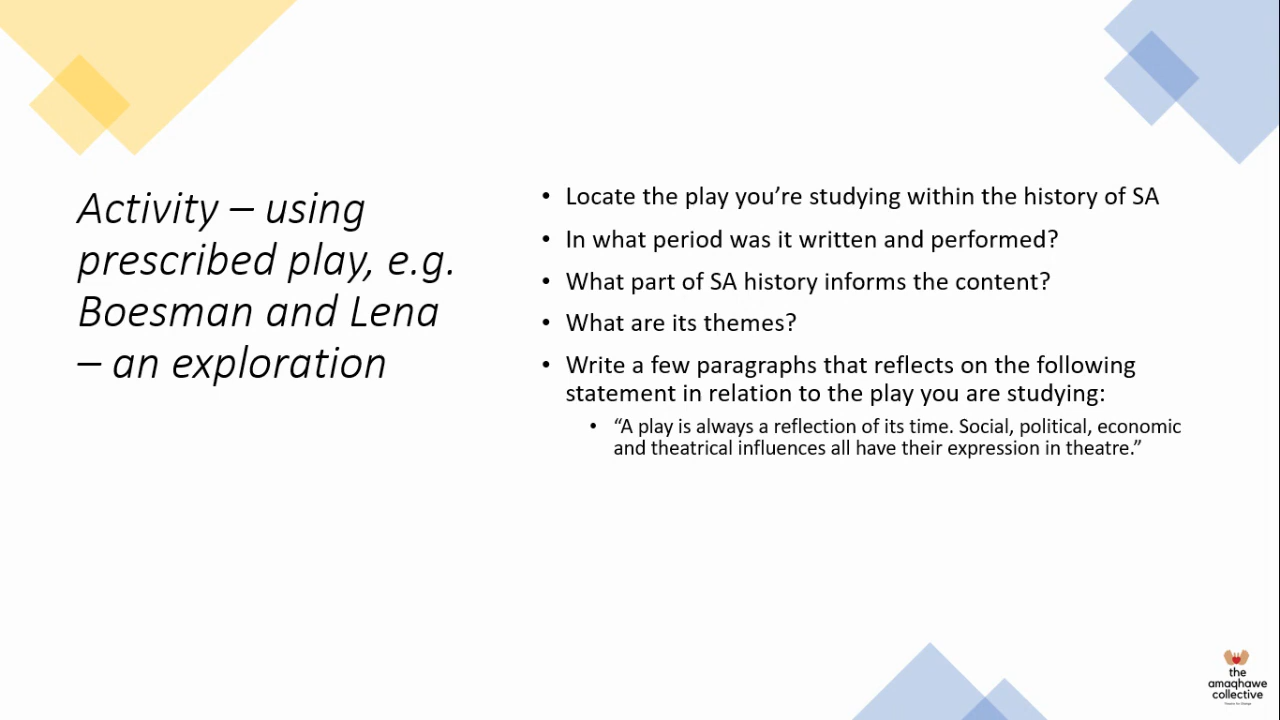 Activity – using
prescribed play, e.g.
Boesman and Lena
– an exploration
• Locate the play you’re studying within the history of SA
• In what period was it written and performed?
• What part of SA history informs the content?
• What are its themes?
• Write a few paragraphs that reflects on the following
statement in relation to the play you are studying:
• “A play is always a reflection of its time. Social, political, economic
and theatrical influences all have their expression in theatre.”
the
amaqhawe
collective